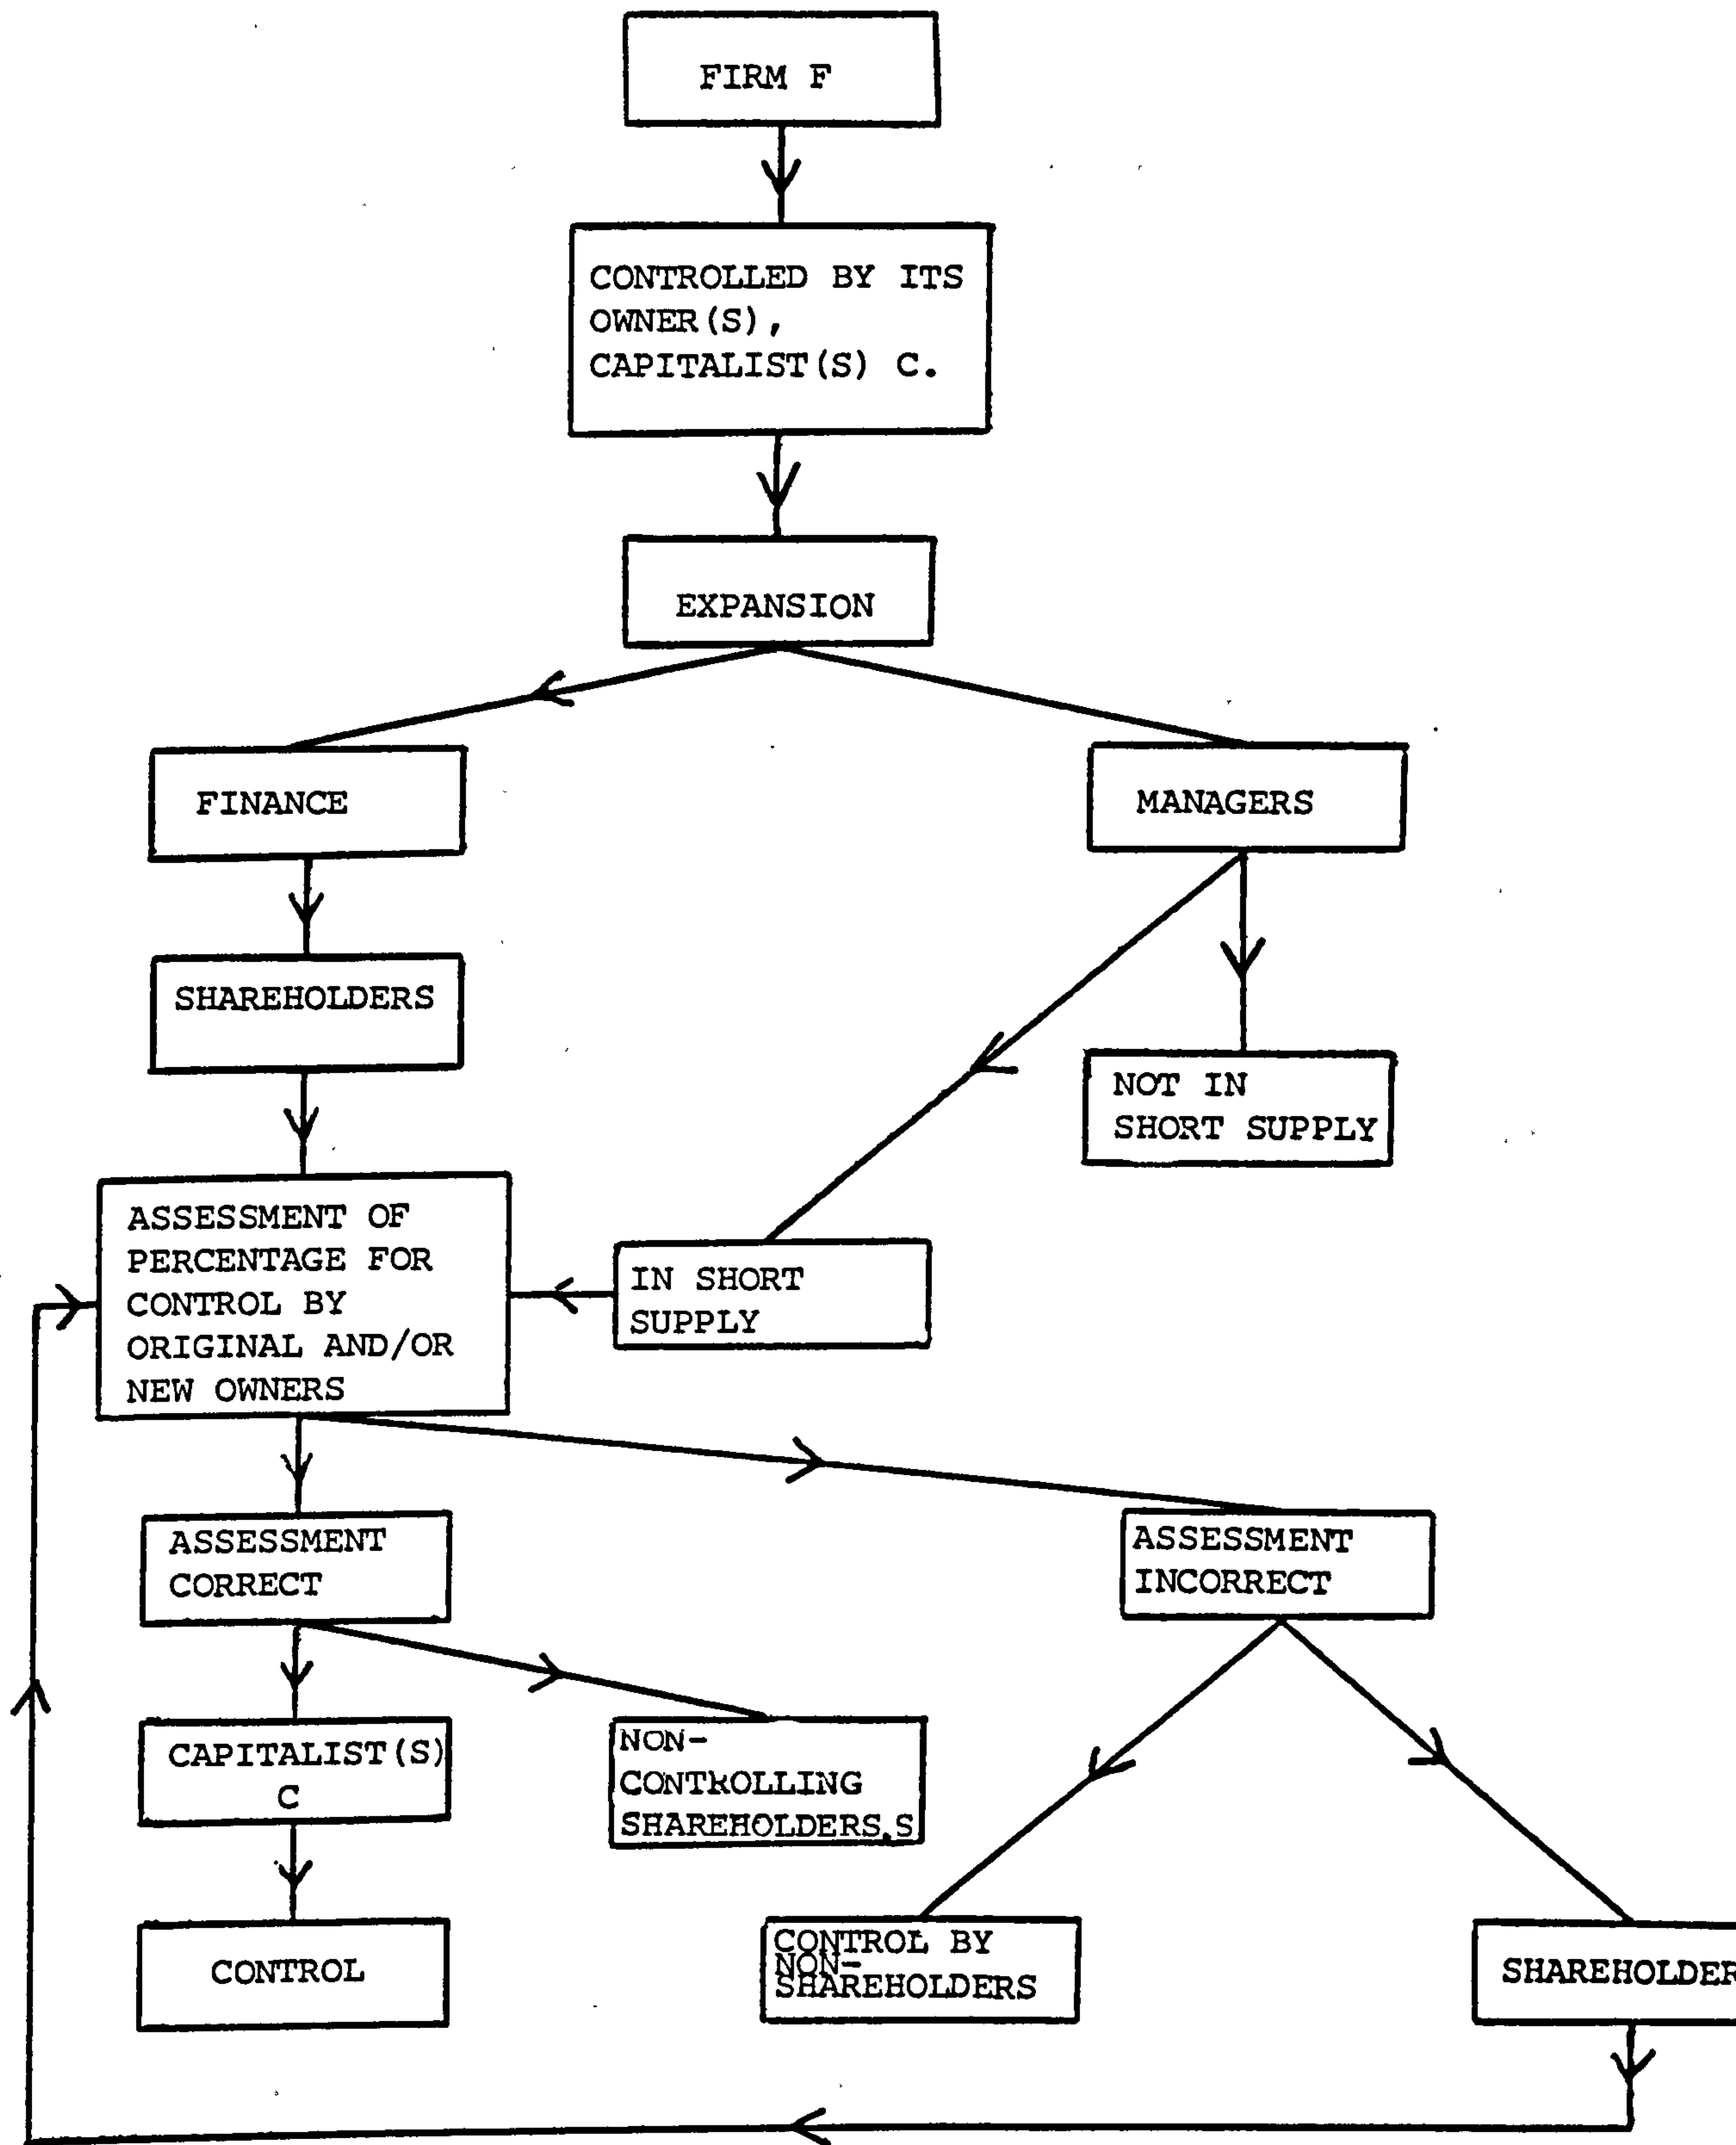 FIRM F
CONTROLLED BY ITS
OWNER(S),
CAPITALIST(S) C.
EXPANSION
FINANCE
MANAGERS
SHAREHOLDERS
NOT IN
SHORT SUPPLY
ASSESSMENT OF
PERCENTAGE FOR
CONTROL BY
ORIGINAL AND/OR
NEW OWNERS
IN SHORT
SUPPLY
ASSESSMENT
CORRECT
ASSESSMENT
INCORRECT
CAPITALIST(S)
C
NON-
CONTROLLING
SHAREHOLDERS,S
CONTROL
CONTROL BY
NON-
SHAREHOLDERS
SHAREHOLDER